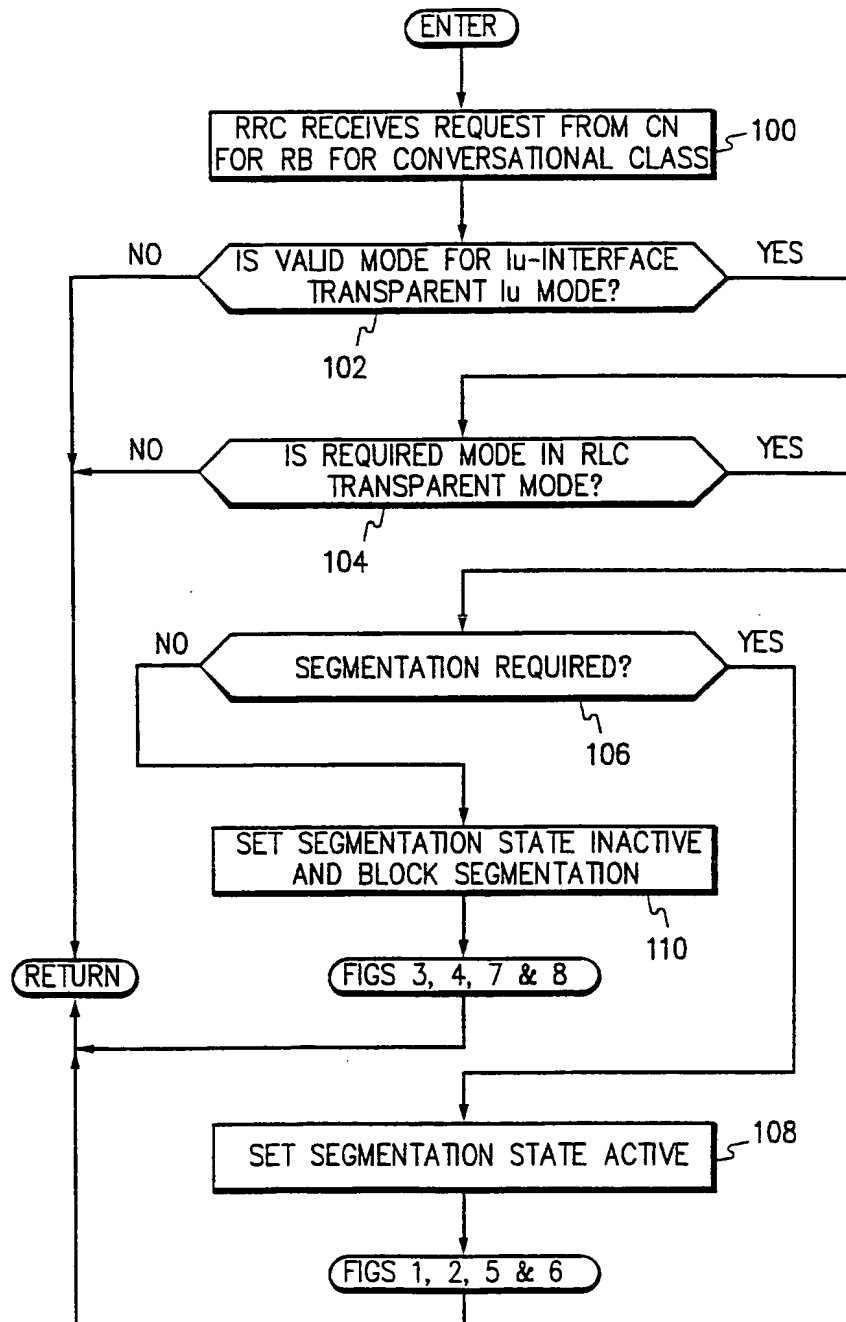 ENTER
RRC RECEIVES REQUEST FROM CN
FOR RB FOR CONVERSATIONAL CLASS
100
NO
IS VALID MODE FOR Iu-INTERFACE
TRANSPARENT Iu MODE?
YES
102
NO
IS REQUIRED MODE IN RLC
TRANSPARENT MODE?
YES
104
NO
SEGMENTATION REQUIRED?
YES
106
SET SEGMENTATION STATE INACTIVE
AND BLOCK SEGMENTATION
110
RETURN
FIGS 3, 4, 7 & 8
SET SEGMENTATION STATE ACTIVE
108
FIGS 1, 2, 5 & 6